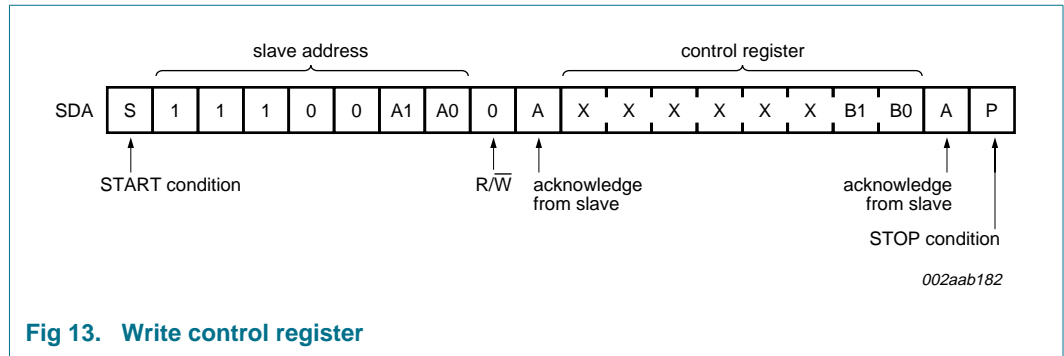 slave address control register
SDA S 1 1 1 0 0 A1 A0 0 A X X X X X X B1 B0 A P
START condition R/W̅ acknowledge from slave acknowledge from slave
STOP condition
002aab182
Fig 13. Write control register